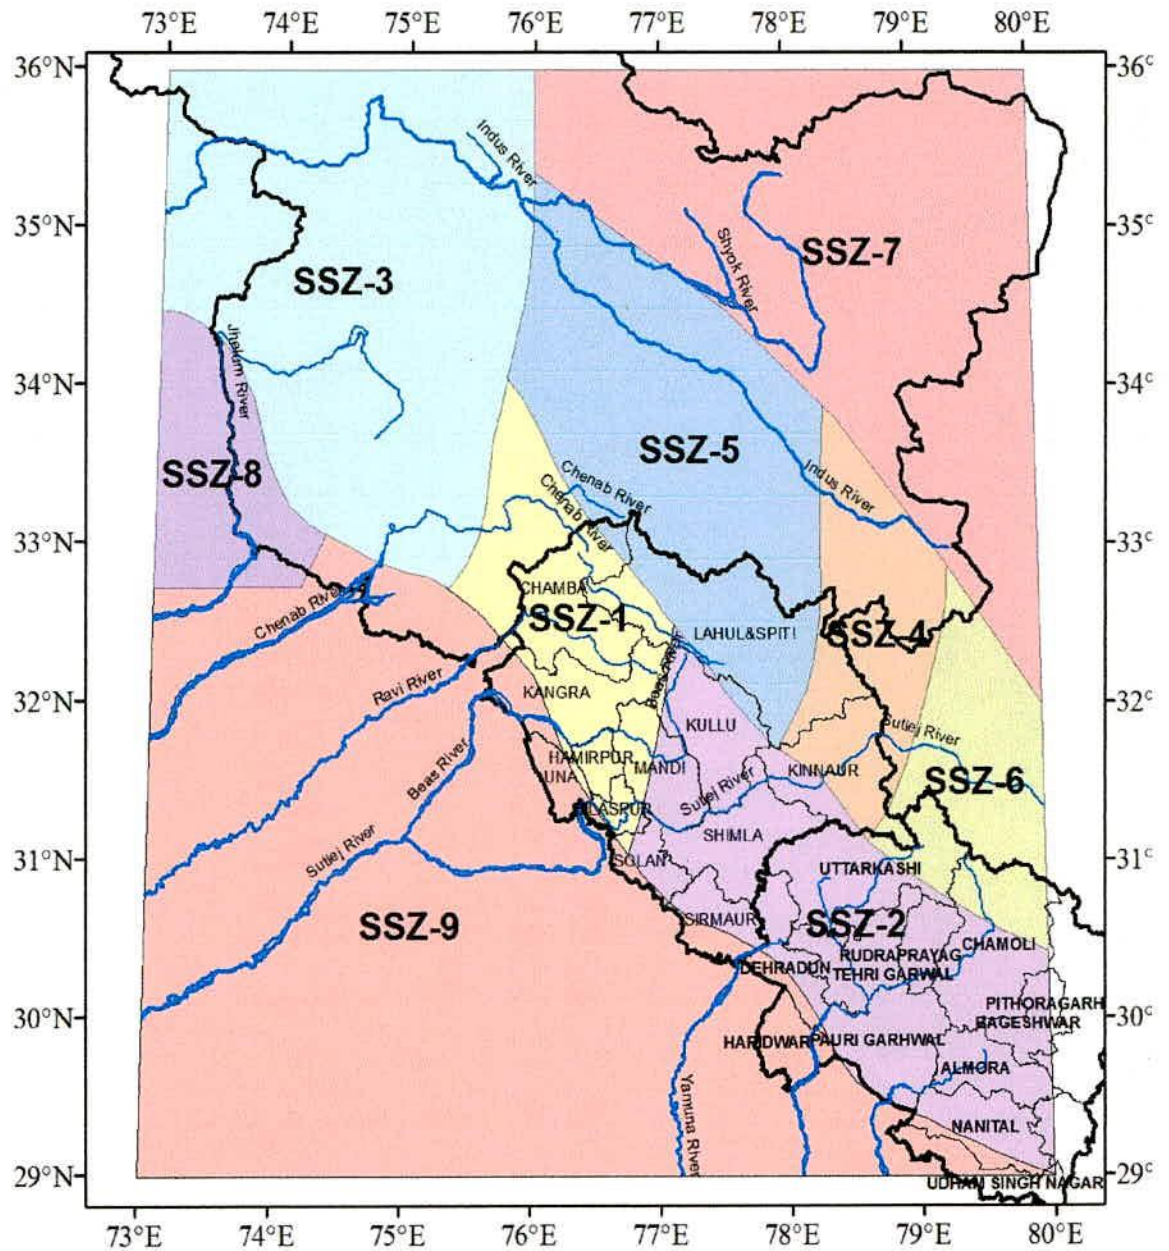 73°E 74°E 75°E 76°E 77°E 78°E 79°E 80°E
36°N 36°
Indus River
35°N 35°
Shyok River
SSZ-7
SSZ-3
Jhelum River
34°N 34°
SSZ-5
SSZ-8
Chenab River
Indus River
Chenab River
33°N 33°
CHAMBA
Chenab River
SSZ-1
LAHUL&SPITI
SSZ-4
Ravi River
Beas River
KANGRA
32°N 32°
KULLU
Sutlej River
Beas River
HAMIRPUR
MANDI
UNA
KINNAUR
SSZ-6
Sutlej River
BILASPUR
SHIMLA
Sutlej River
31°N 31°
SOLAN
UTTARKASHI
SSZ-9
SIRMAUR
SSZ-2
CHAMOLI
RUDRAPRAYAG
DEHRADUN
TEHRI GARWAL
PITHORAGARH
30°N 30°
BAGESHWAR
HARIDWAR
PAURI GARHWAL
ALMORA
Yamuna River
NANITAL
29°N 29°
UDHAM SINGH NAGAR
73°E 74°E 75°E 76°E 77°E 78°E 79°E 80°E